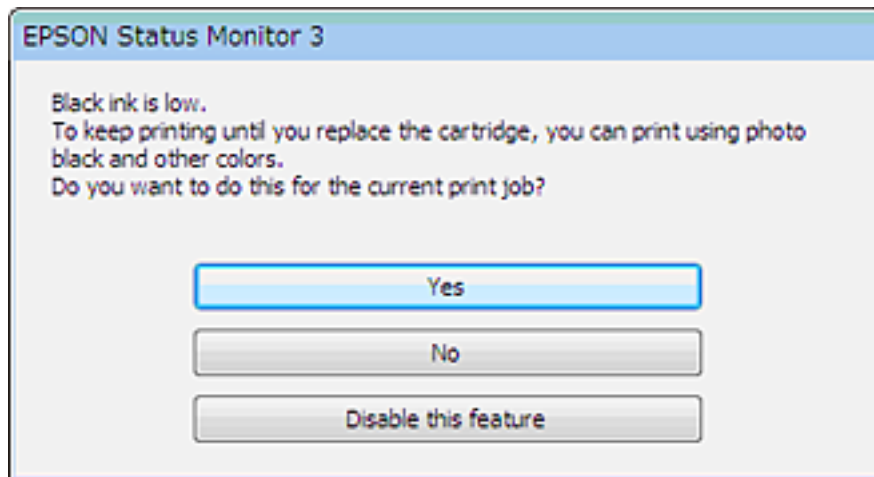 EPSON Status Monitor 3
Black ink is low.
To keep printing until you replace the cartridge, you can print using photo
black and other colors.
Do you want to do this for the current print job?
Yes
No
Disable this feature